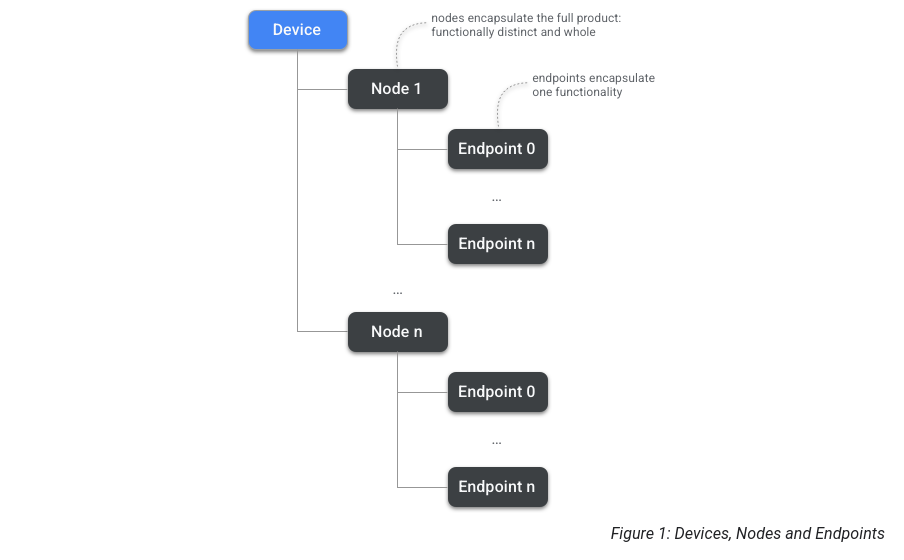 Device
nodes encapsulate the full product:
functionally distinct and whole
Node 1
endpoints encapsulate
one functionality
Endpoint 0
...
Endpoint n
...
Node n
Endpoint 0
...
Endpoint n
Figure 1: Devices, Nodes and Endpoints